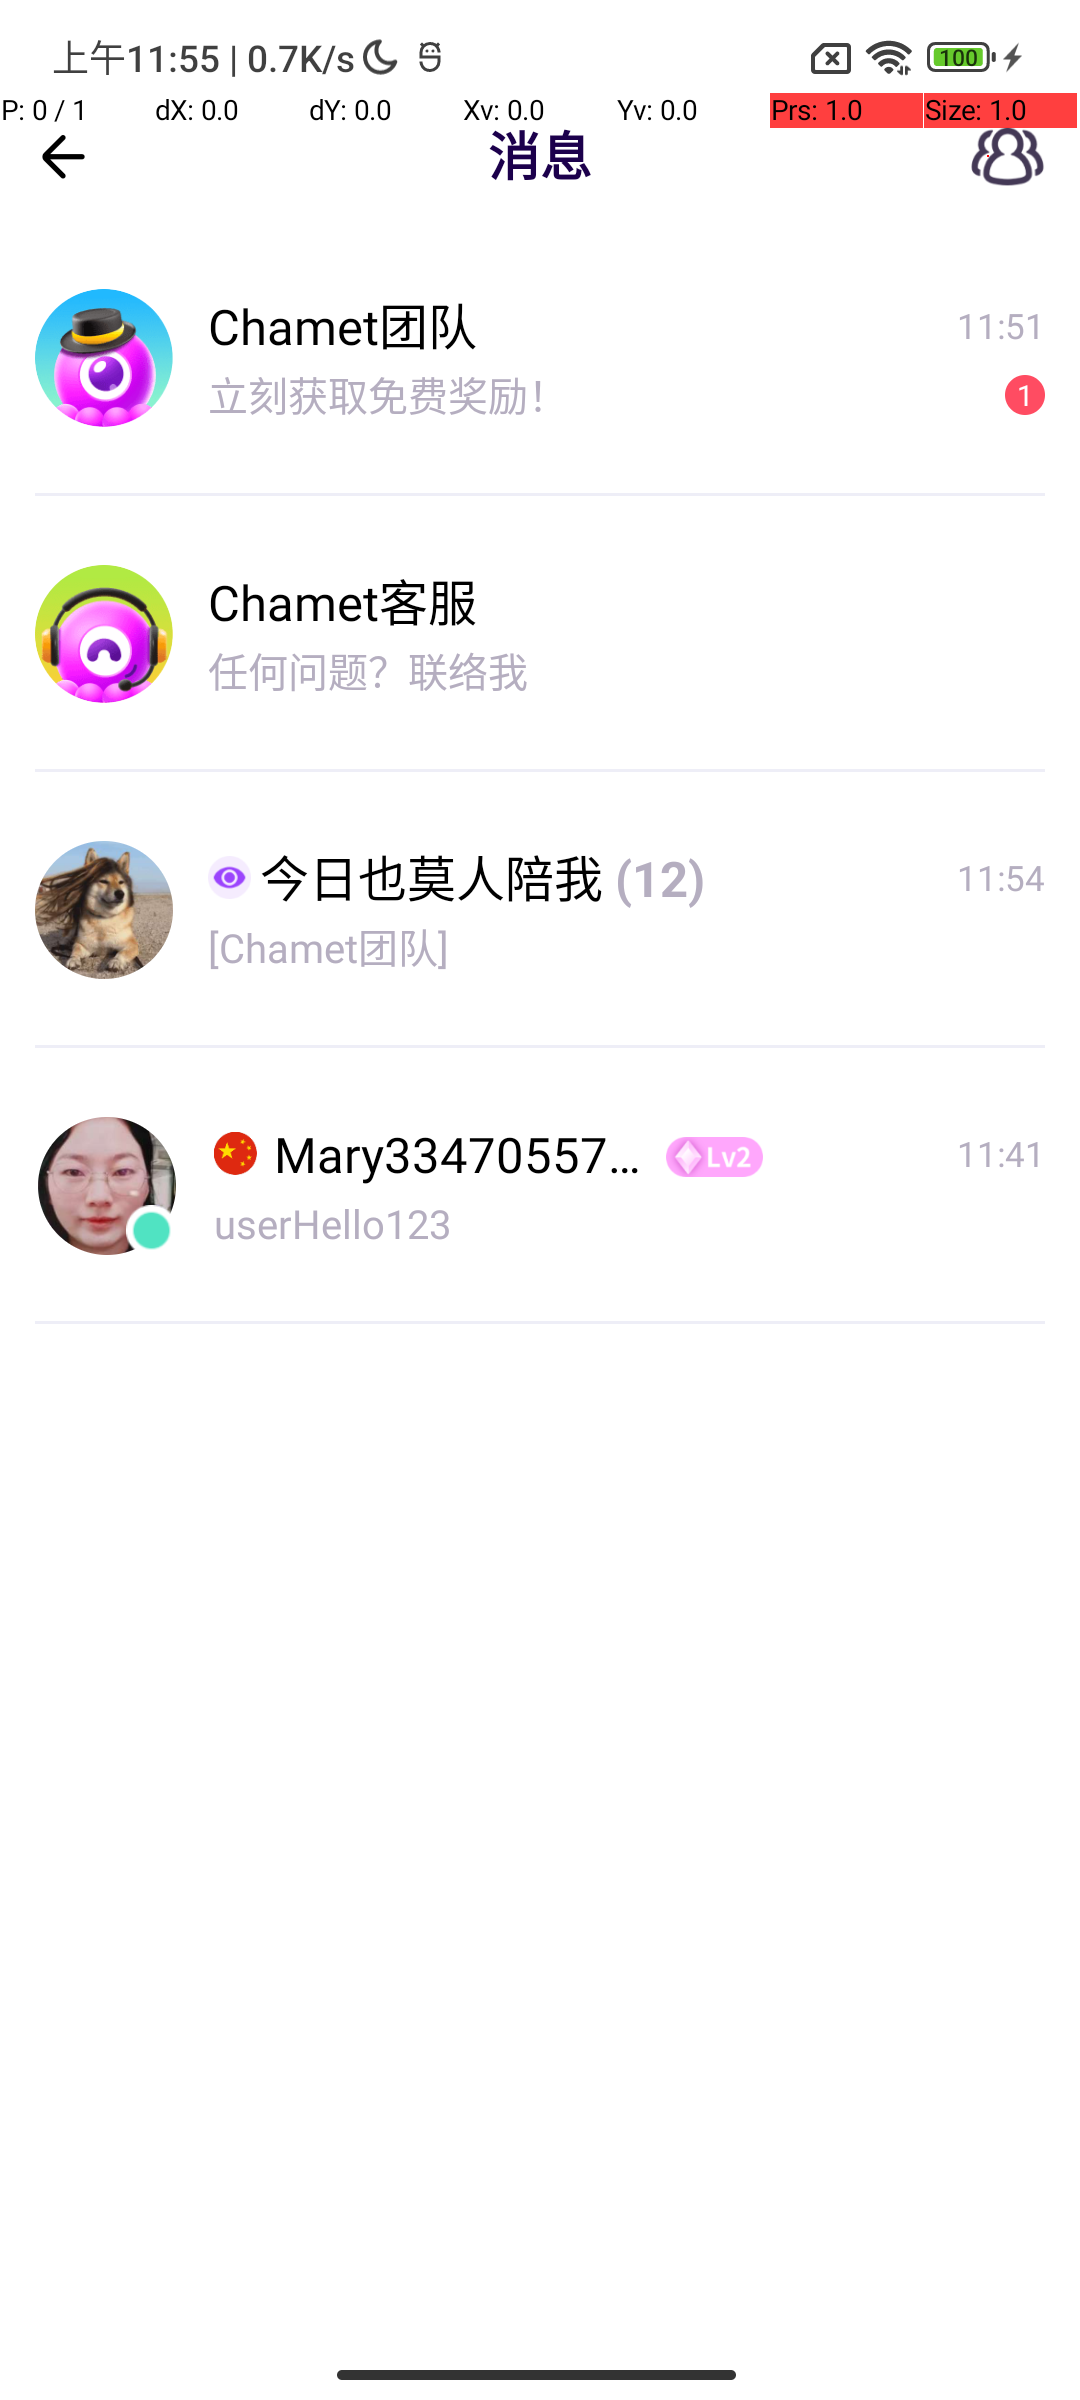 上午11:55 | 0.7K/s
100
P: 0 / 1 dX: 0.0 dY: 0.0 Xv: 0.0 Yv: 0.0 Prs: 1.0 Size: 1.0
消息
Chamet团队 11:51
立刻获取免费奖励! 1
Chamet客服
任何问题？联络我
今日也莫人陪我 (12) 11:54
[Chamet团队]
Mary33470557... Lv2 11:41
userHello123